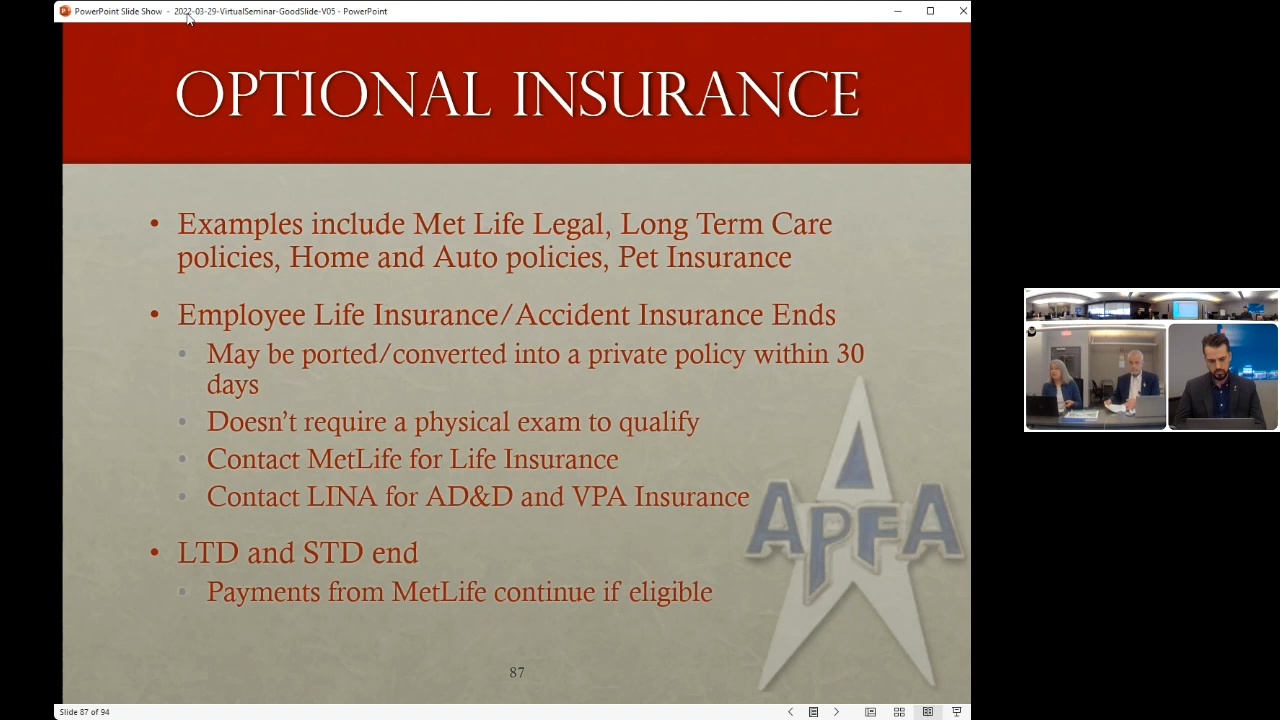 PowerPoint Slide Show - 2022-03-29-VirtualSeminar-GoodSlide-V05 - PowerPoint
OPTIONAL INSURANCE
• Examples include Met Life Legal, Long Term Care
policies, Home and Auto policies, Pet Insurance
• Employee Life Insurance/Accident Insurance Ends
• May be ported/converted into a private policy within 30
days
• Doesn't require a physical exam to qualify
• Contact MetLife for Life Insurance
• Contact LINA for AD&D and VPA Insurance
• LTD and STD end
• Payments from MetLife continue if eligible
APFA
87
Slide 87 of 94